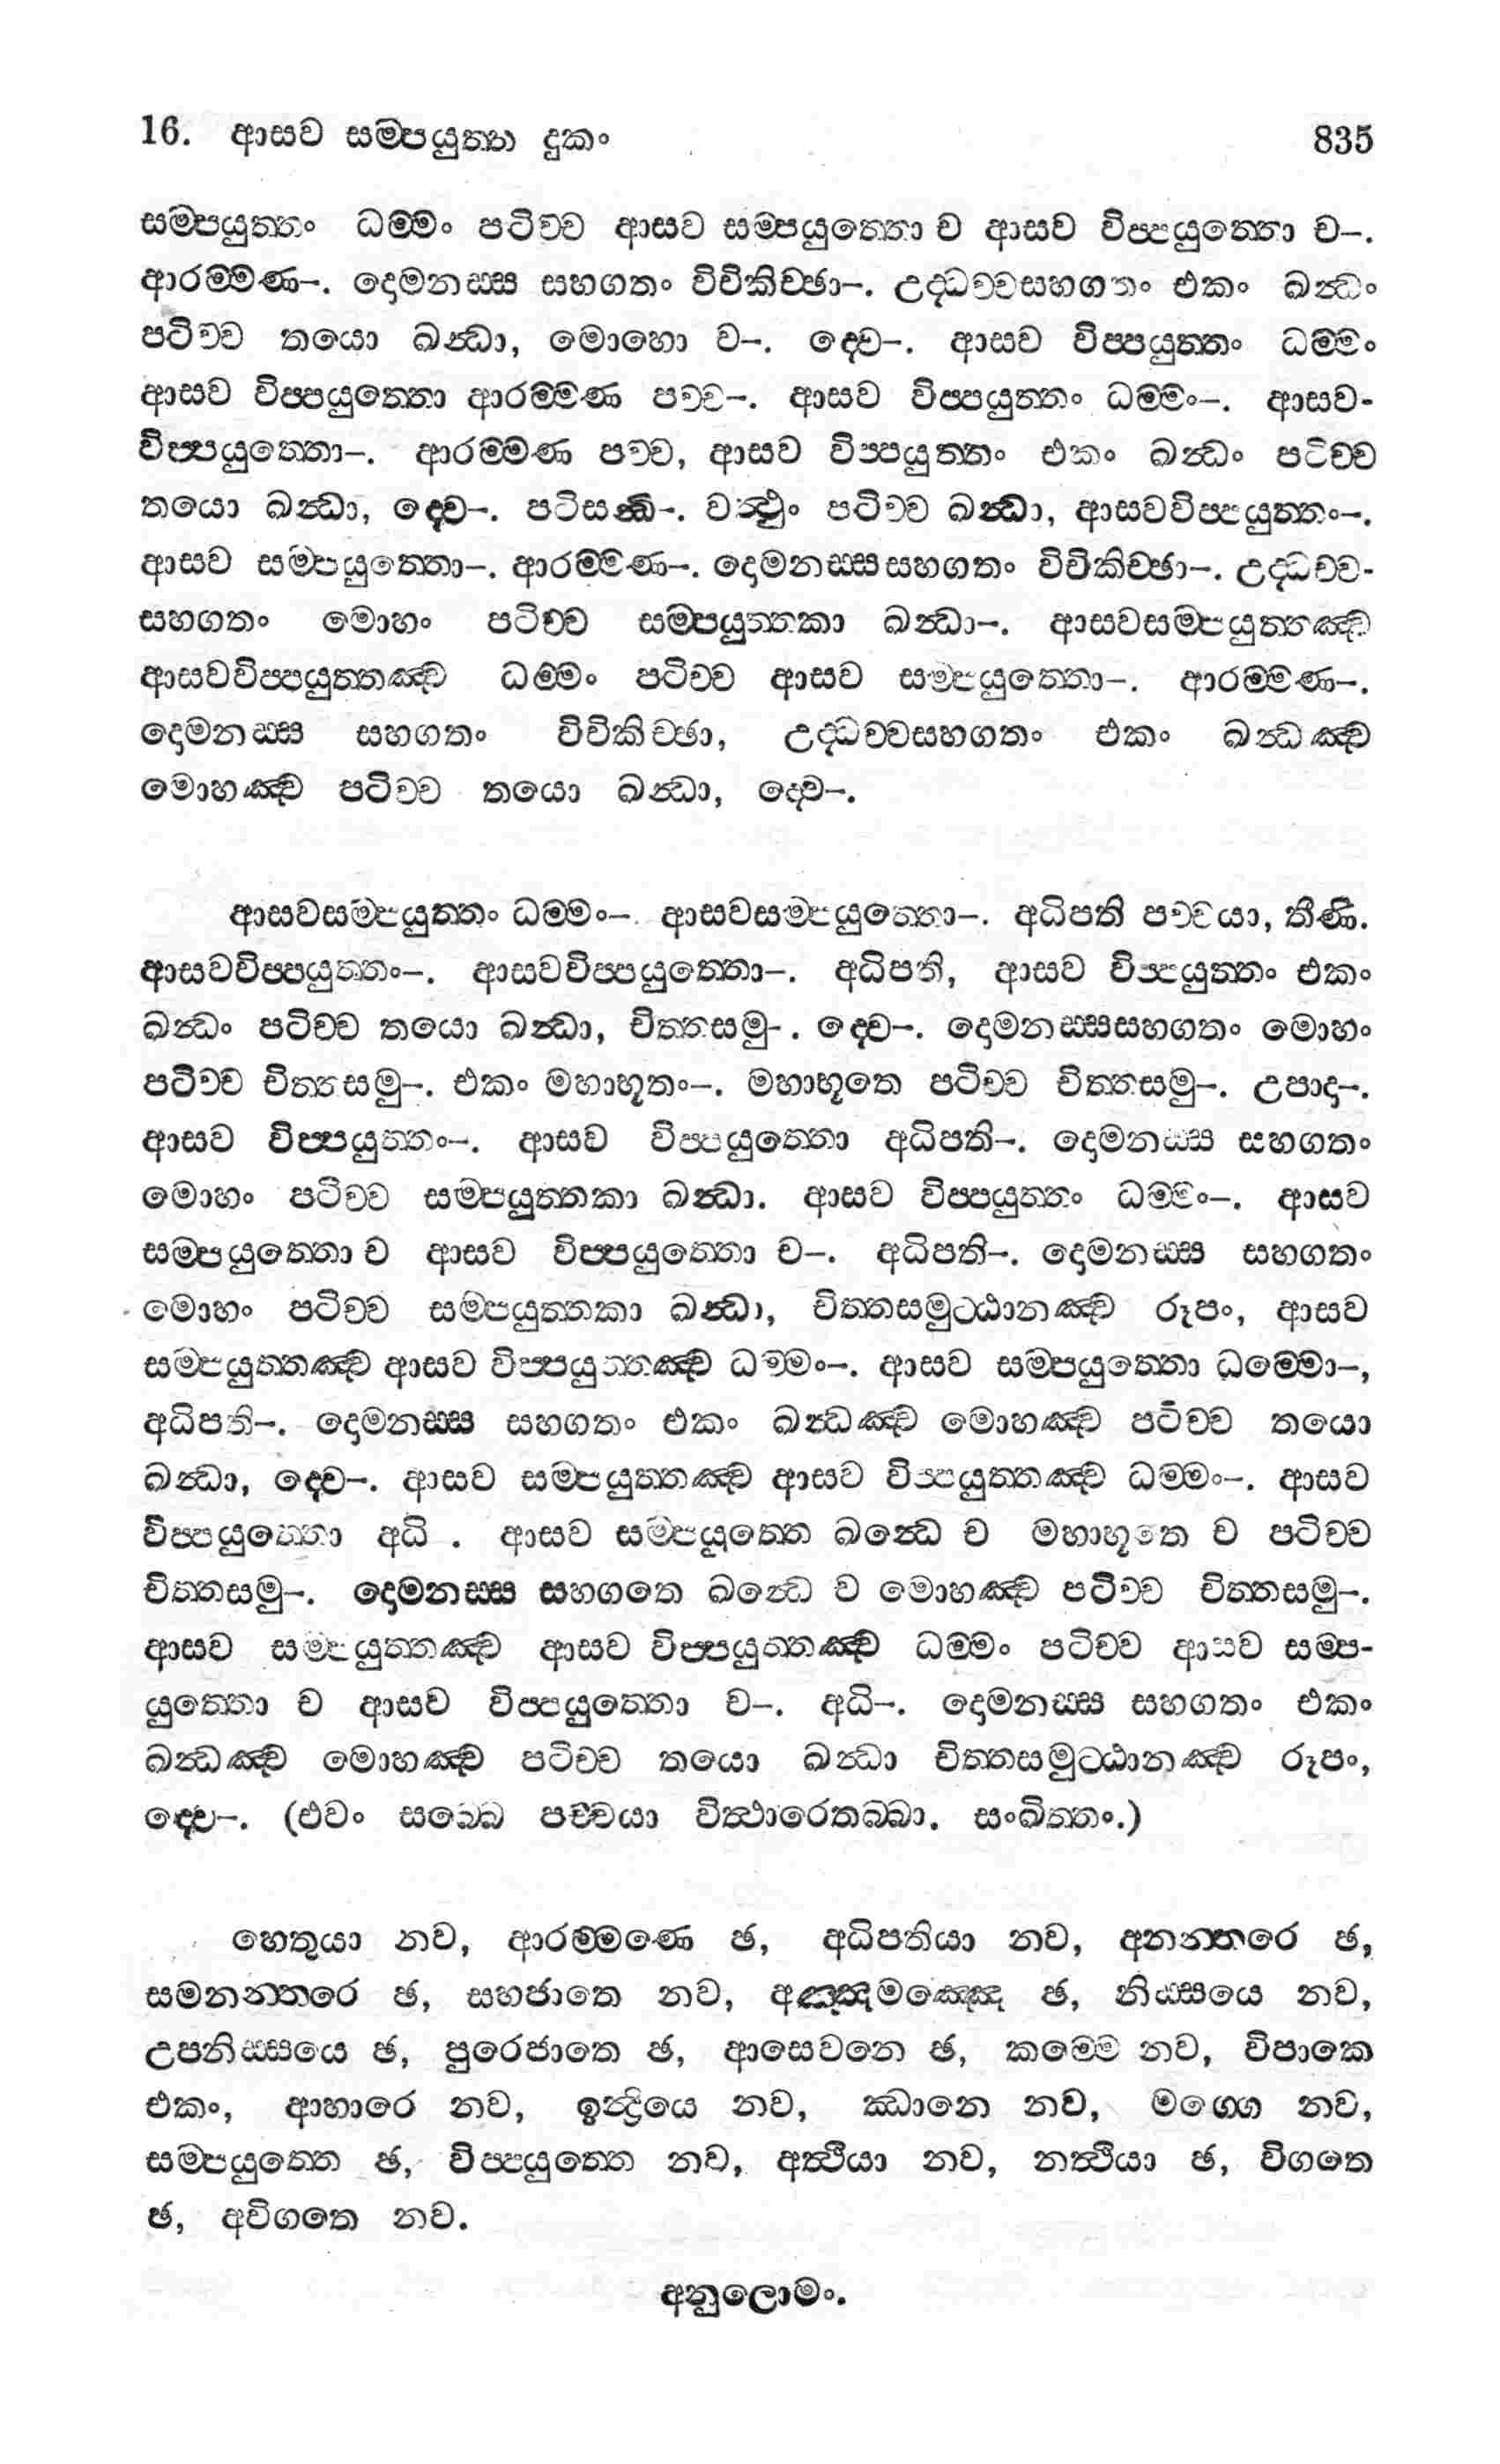 16. ආසව සම්පයුත්ත දුකං 835
සම්පයුත්තං ධම්මං පටිච්ච ආසව සම්පයුත්තො ච ආසව විප්පයුත්තො ච–.
ආරම්මණ–. දොමනස්ස සහගතං විචිකිච්ඡා–. උද්ධච්චසහගතං එකං ඛන්ධං
පටිච්ච තයො ඛන්ධා, මොහො ච–. ද්වෙ–. ආසව විප්පයුත්තං ධම්මං
ආසව විප්පයුත්තො ආරම්මණ පච්ච–. ආසව විප්පයුත්තං ධම්මං–. ආසව-
විප්පයුත්තො–. ආරම්මණ පච්ච, ආසව විප්පයුත්තං එකං ඛන්ධං පටිච්ච
තයො ඛන්ධා, ද්වෙ–. පටිසන්ධි–. වත්ථුං පටිච්ච ඛන්ධා, ආසවවිප්පයුත්තං–.
ආසව සම්පයුත්තො–. ආරම්මණ–. දොමනස්සසහගතං විචිකිච්ඡා–. උද්ධච්ච-
සහගතං මොහං පටිච්ච සම්පයුත්තකා ඛන්ධා–. ආසවසම්පයුත්තඤ්ච
ආසවවිප්පයුත්තඤ්ච ධම්මං පටිච්ච ආසව සම්පයුත්තො–. ආරම්මණ–.
දොමනස්ස සහගතං විචිකිච්ඡා, උද්ධච්චසහගතං එකං ඛන්ධඤ්ච
මොහඤ්ච පටිච්ච තයො ඛන්ධා, ද්වෙ–.
ආසවසම්පයුත්තං ධම්මං–. ආසවසම්පයුත්තො–. අධිපති පච්චයා, තීණි.
ආසවවිප්පයුත්තං–. ආසවවිප්පයුත්තො–. අධිපති, ආසව විප්පයුත්තං එකං
ඛන්ධං පටිච්ච තයො ඛන්ධා, චිත්තසමු-. ද්වෙ–. දොමනස්සසහගතං මොහං
පටිච්ච චිත්තසමු–. එකං මහාභූතං–. මහාභූතෙ පටිච්ච චිත්තසමු–. උපාදා–.
ආසව විප්පයුත්තං–. ආසව විප්පයුත්තො අධිපති–. දොමනස්ස සහගතං
මොහං පටිච්ච සම්පයුත්තකා ඛන්ධා. ආසව විප්පයුත්තං ධම්මං–. ආසව
සම්පයුත්තො ච ආසව විප්පයුත්තො ච–. අධිපති–. දොමනස්ස සහගතං
මොහං පටිච්ච සම්පයුත්තකා ඛන්ධා, චිත්තසමුට්ඨානඤ්ච රූපං, ආසව
සම්පයුත්තඤ්ච ආසව විප්පයුත්තඤ්ච ධම්මං–. ආසව සම්පයුත්තො ධම්මො–,
අධිපති–. දොමනස්ස සහගතං එකං ඛන්ධඤ්ච මොහඤ්ච පටිච්ච තයො
ඛන්ධා, ද්වෙ–. ආසව සම්පයුත්තඤ්ච ආසව විප්පයුත්තඤ්ච ධම්මං–. ආසව
විප්පයුත්තො අධි . ආසව සම්පයුත්තෙ ඛන්ධෙ ච මහාභූතෙ ච පටිච්ච
චිත්තසමු–. දොමනස්ස සහගතෙ ඛන්ධෙ ච මොහඤ්ච පටිච්ච චිත්තසමු–.
ආසව සම්පයුත්තඤ්ච ආසව විප්පයුත්තඤ්ච ධම්මං පටිච්ච ආසව සම්ප-
යුත්තො ච ආසව විප්පයුත්තො ච–. අධි–. දොමනස්ස සහගතං එකං
ඛන්ධඤ්ච මොහඤ්ච පටිච්ච තයො ඛන්ධා චිත්තසමුට්ඨානඤ්ච රූපං,
ද්වෙ–. (එවං සබ්බෙ පච්චයා විත්ථාරෙතබ්බා. සංඛිත්තං.)
හෙතුයා නව, ආරම්මණෙ ඡ, අධිපතියා නව, අනන්තරෙ ඡ,
සමනන්තරෙ ඡ, සහජාතෙ නව, අඤ්ඤමඤ්ඤෙ ඡ, නිස්සයෙ නව,
උපනිස්සයෙ ඡ, පුරෙජාතෙ ඡ, ආසෙවනෙ ඡ, කම්මෙ නව, විපාකෙ
එකං, ආහාරෙ නව, ඉන්ද්‍රියෙ නව, ඣානෙ නව, මග්ගෙ නව,
සම්පයුත්තෙ ඡ, විප්පයුත්තෙ නව, අත්ථියා නව, නත්ථියා ඡ, විගතෙ
ඡ, අවිගතෙ නව.
අනුලොමං.